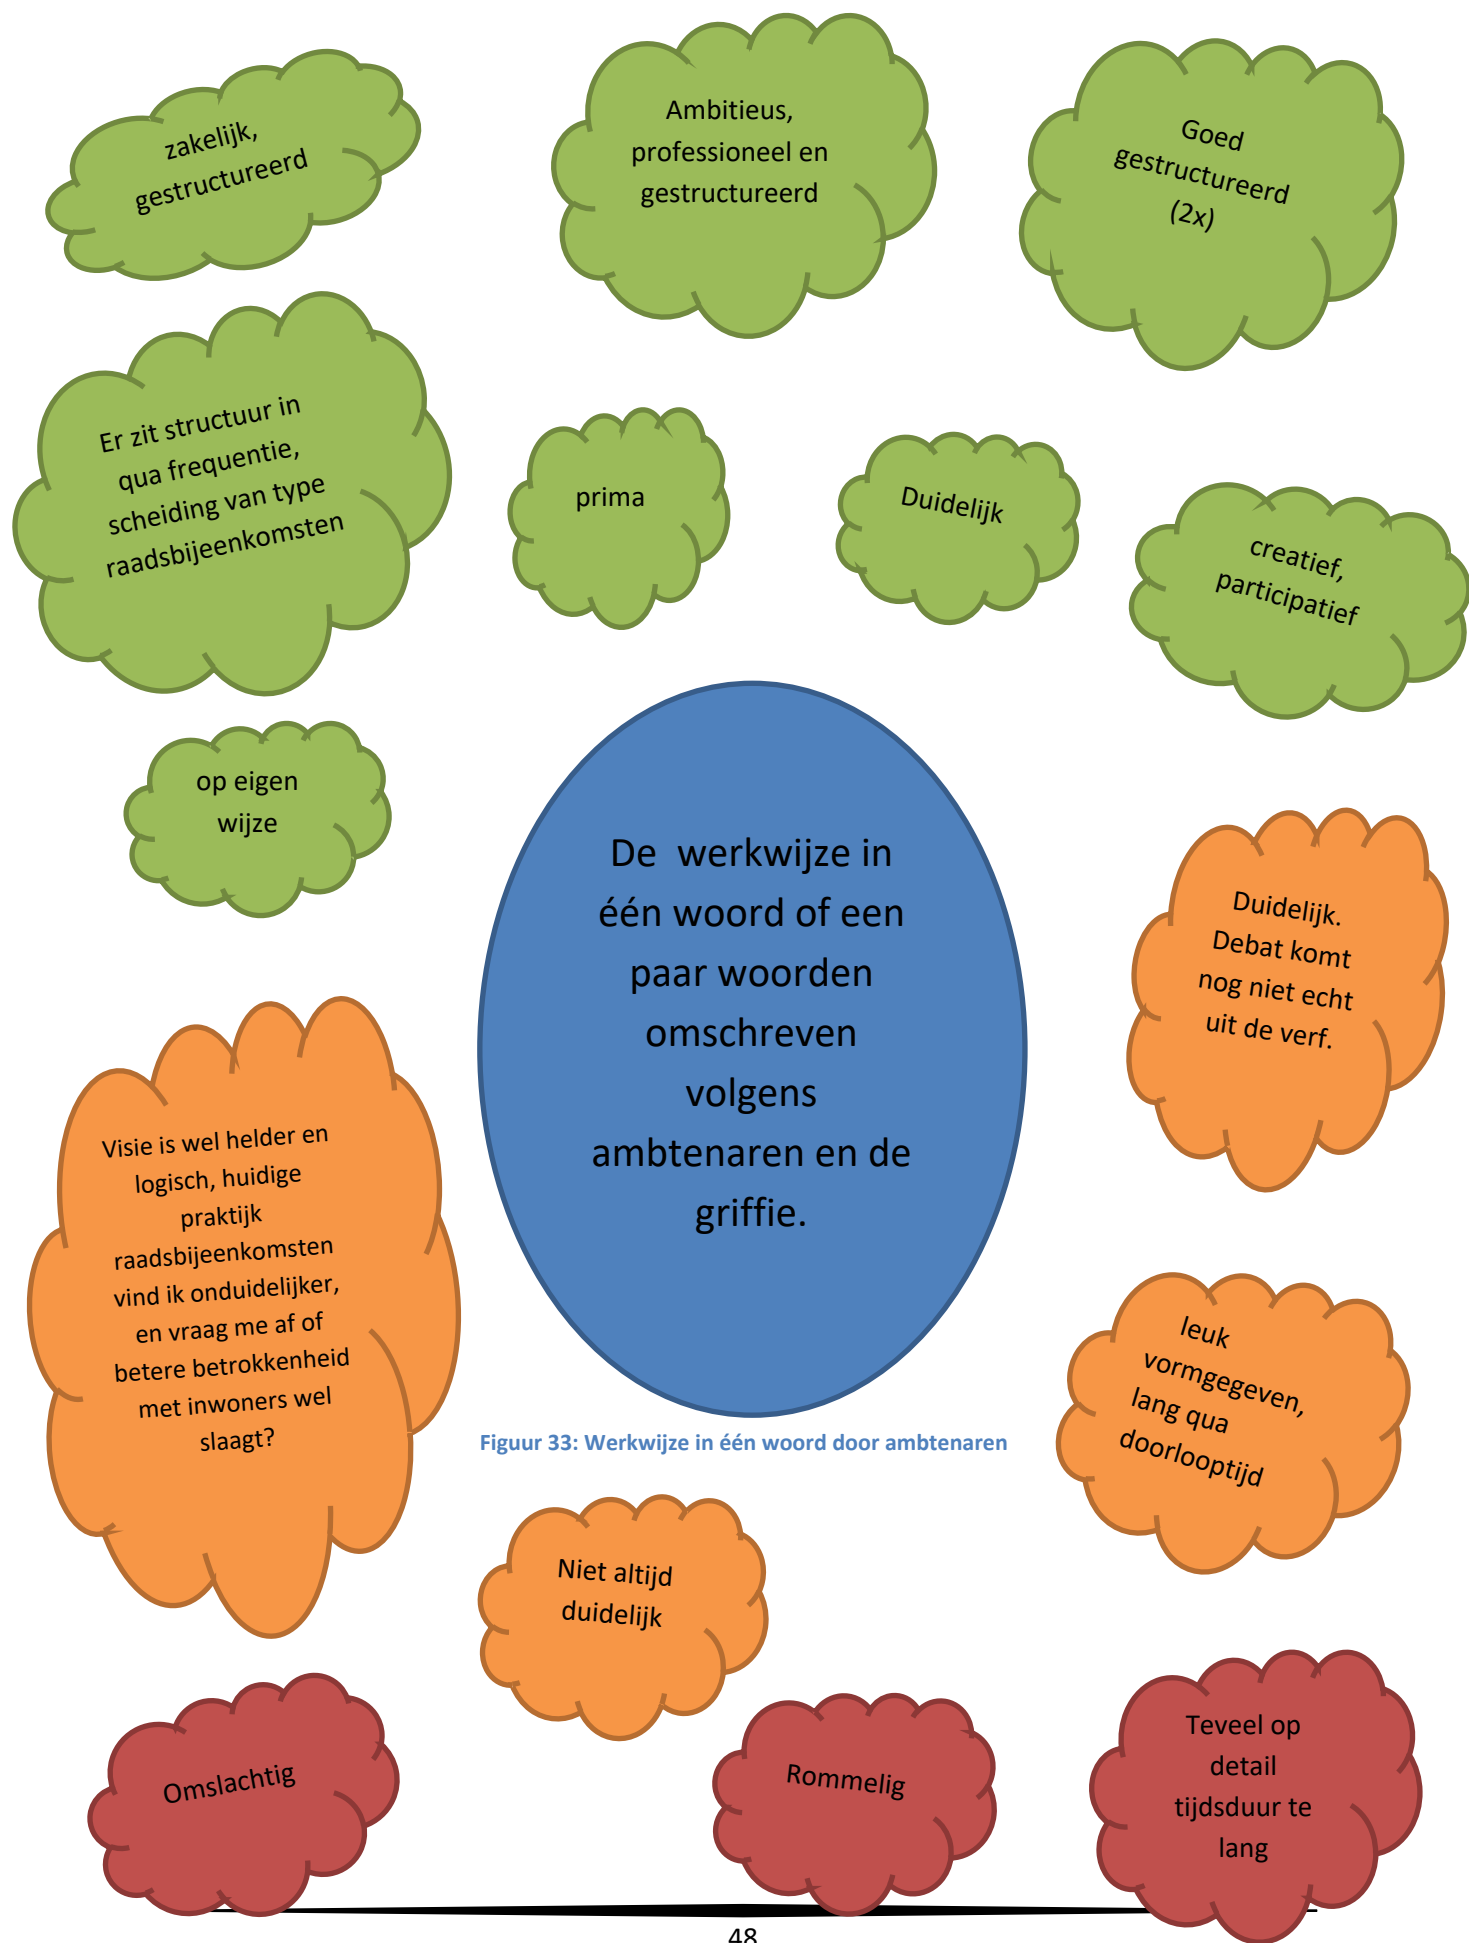 zakelijk,
gestructureerd
Ambitieus,
professioneel en
gestructureerd
Goed
gestructureerd
(2x)
Er zit structuur in
qua frequentie,
scheiding van type
raadsbijeenkomsten
prima
Duidelijk
creatief,
participatief
op eigen
wijze
De  werkwijze in
één woord of een
paar woorden
omschreven
volgens
ambtenaren en de
griffie.
Duidelijk.
Debat komt
nog niet echt
uit de verf.
Visie is wel helder en
logisch, huidige
praktijk
raadsbijeenkomsten
vind ik onduidelijker,
en vraag me af of
betere betrokkenheid
met inwoners wel
slaagt?
leuk
vormgegeven,
lang qua
doorlooptijd
Figuur 33: Werkwijze in één woord door ambtenaren
Niet altijd
duidelijk
Omslachtig
Rommelig
Teveel op
detail
tijdsduur te
lang
48